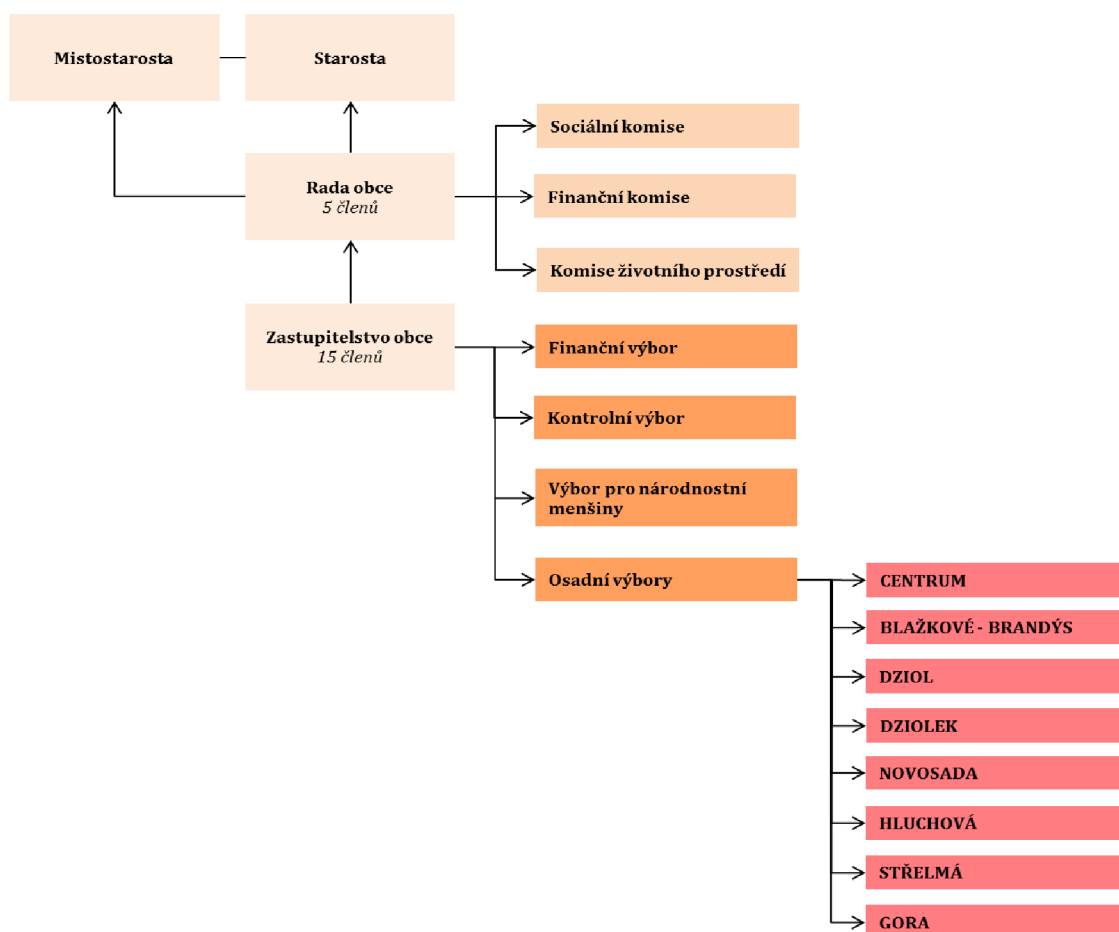 Mistostarosta
Starosta
Sociální komise
Rada obce
5 členů
Finanční komise
Komise životního prostředí
Zastupitelstvo obce
15 členů
Finanční výbor
Kontrolní výbor
Výbor pro národnostní
menšiny
Osadní výbory
CENTRUM
BLAŽKOVÉ - BRANDÝS
DZIOL
DZIOLEK
NOVOSADA
HLUCHOVÁ
STŘELMÁ
GORA